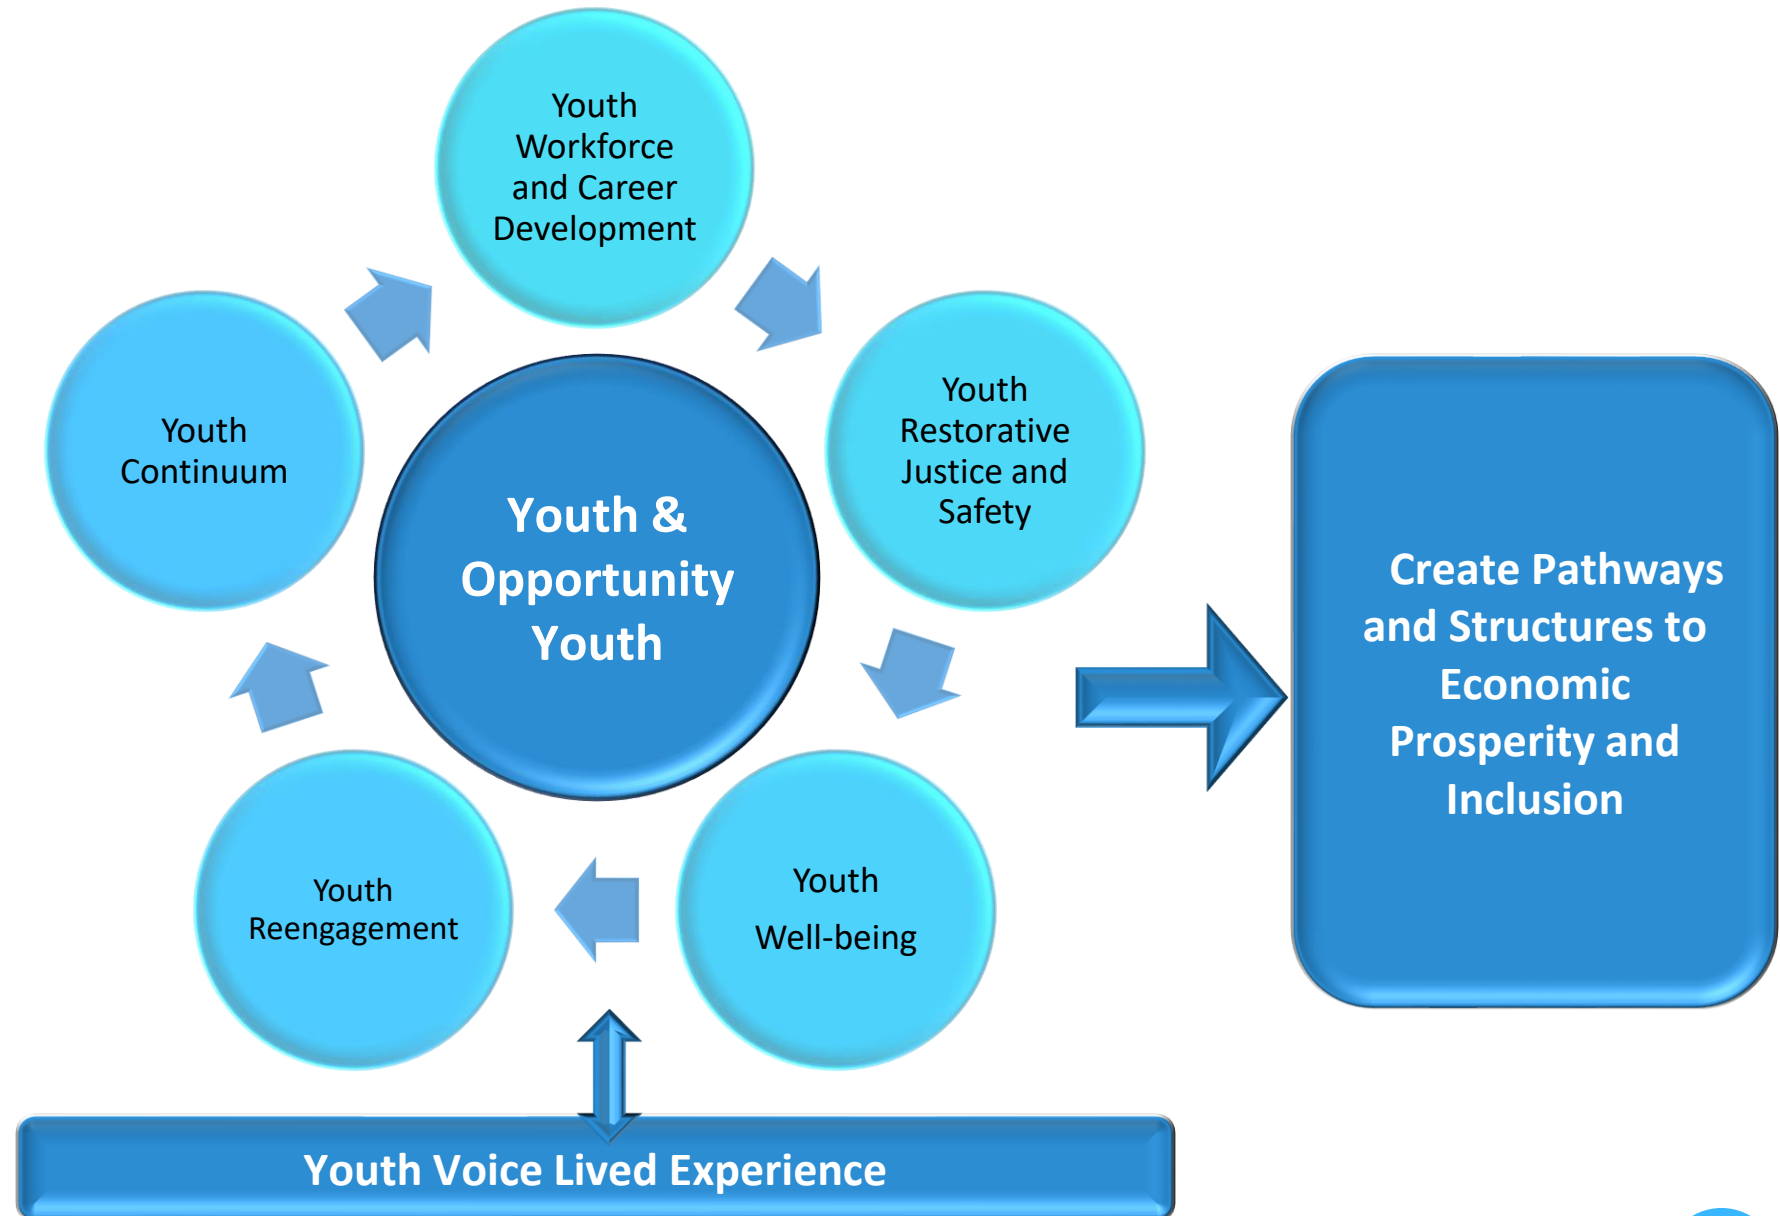 Youth
Workforce
and Career
Development
Youth
Restorative
Justice and
Safety
Youth
Well-being
Youth
Reengagement
Youth
Continuum
Youth &
Opportunity
Youth
Create Pathways
and Structures to
Economic
Prosperity and
Inclusion
Youth Voice Lived Experience